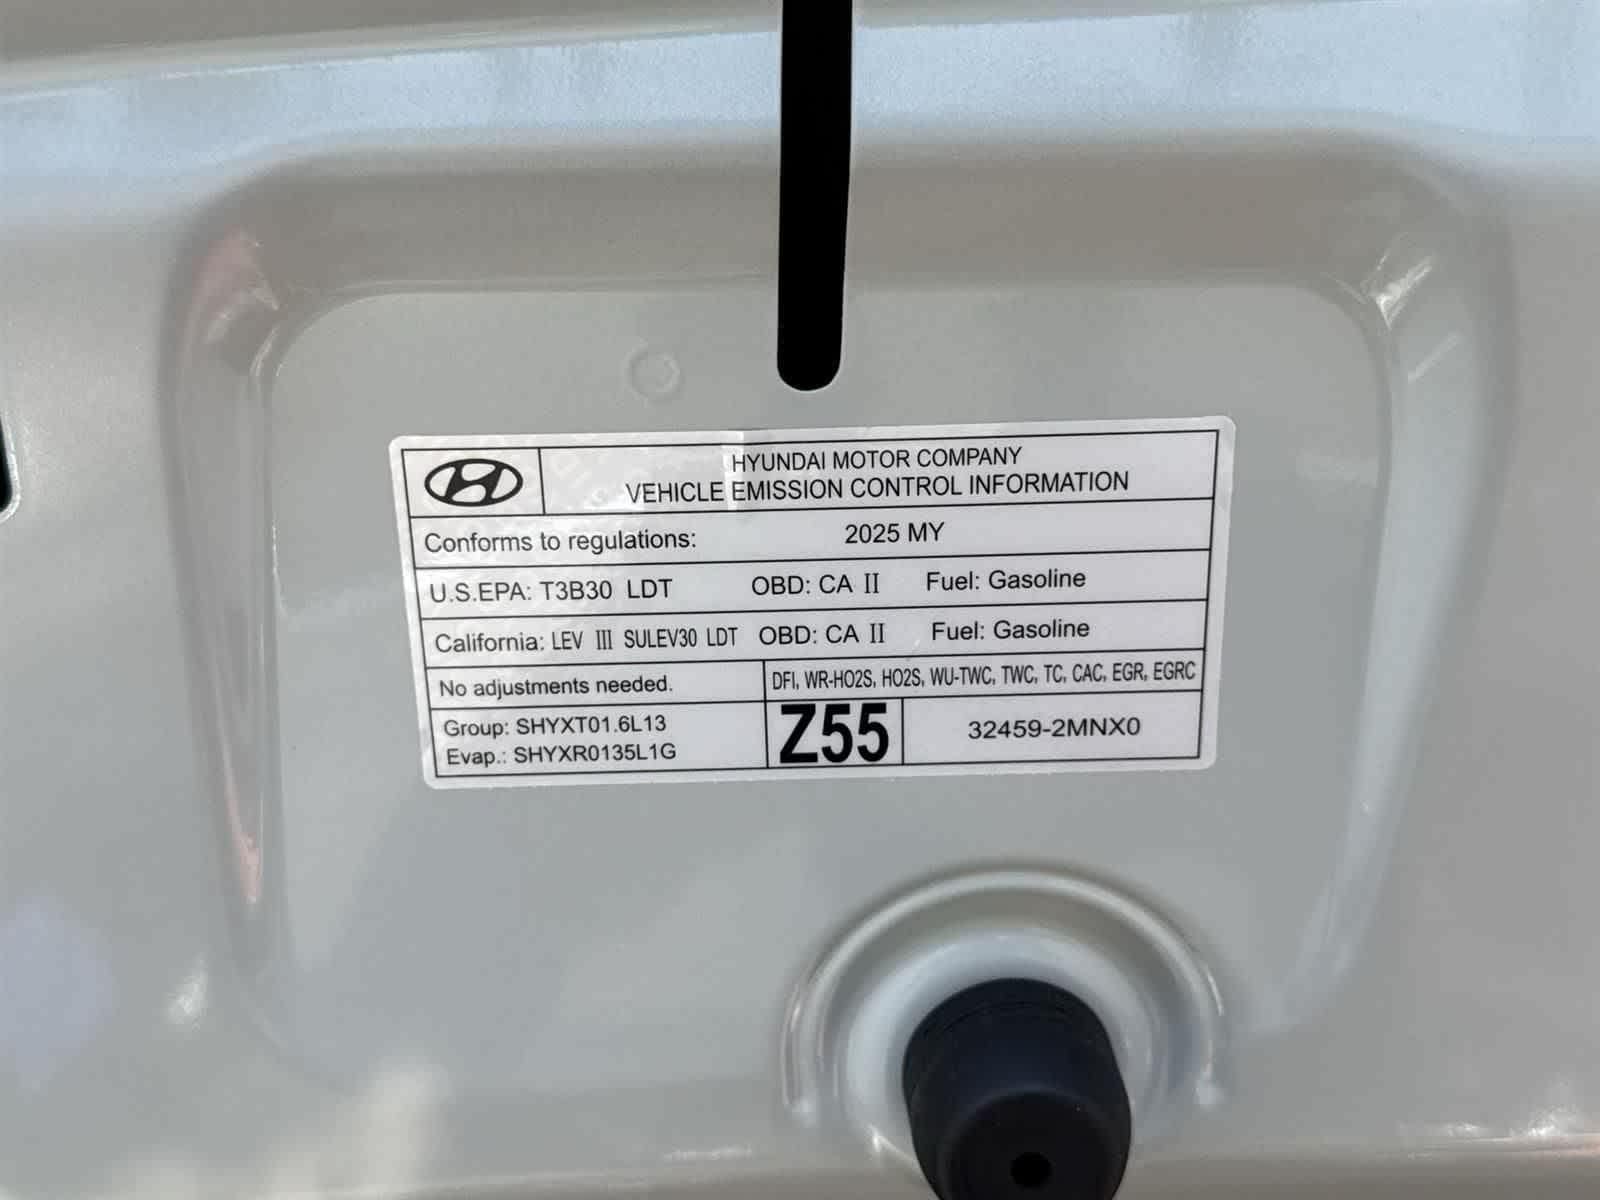 HYUNDAI MOTOR COMPANY
VEHICLE EMISSION CONTROL INFORMATION
Conforms to regulations: 2025 MY
U.S.EPA: T3B30 LDT OBD: CA II Fuel: Gasoline
California: LEV III SULEV30 LDT OBD: CA II Fuel: Gasoline
No adjustments needed. DFI, WR-HO2S, HO2S, WU-TWC, TWC, TC, CAC, EGR, EGRC
Group: SHYXT01.6L13
Evap.: SHYXR0135L1G
Z55 32459-2MNX0